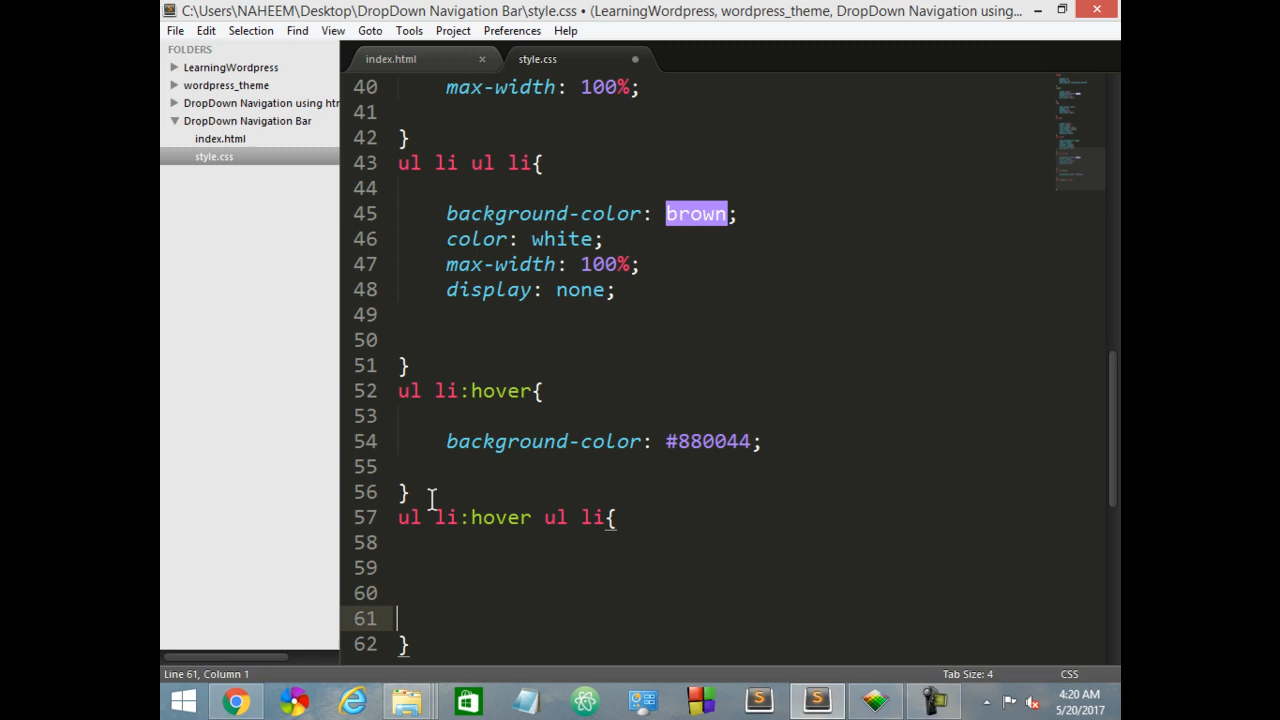 C:\Users\NAHEEM\Desktop\DropDown Navigation Bar\style.css • (LearningWordpress, wordpress_theme, DropDown Navigation using...
File Edit Selection Find View Goto Tools Project Preferences Help
FOLDERS
LearningWordpress
wordpress_theme
DropDown Navigation using htr
DropDown Navigation Bar
index.html
style.css
index.html style.css
40 max-width: 100%;
41
42 }
43 ul li ul li{
44
45 background-color: brown;
46 color: white;
47 max-width: 100%;
48 display: none;
49
50
51 }
52 ul li:hover{
53
54 background-color: #880044;
55
56 }
57 ul li:hover ul li{
58
59
60
61
62 }
Line 61, Column 1 Tab Size: 4 CSS
4:20 AM
5/20/2017